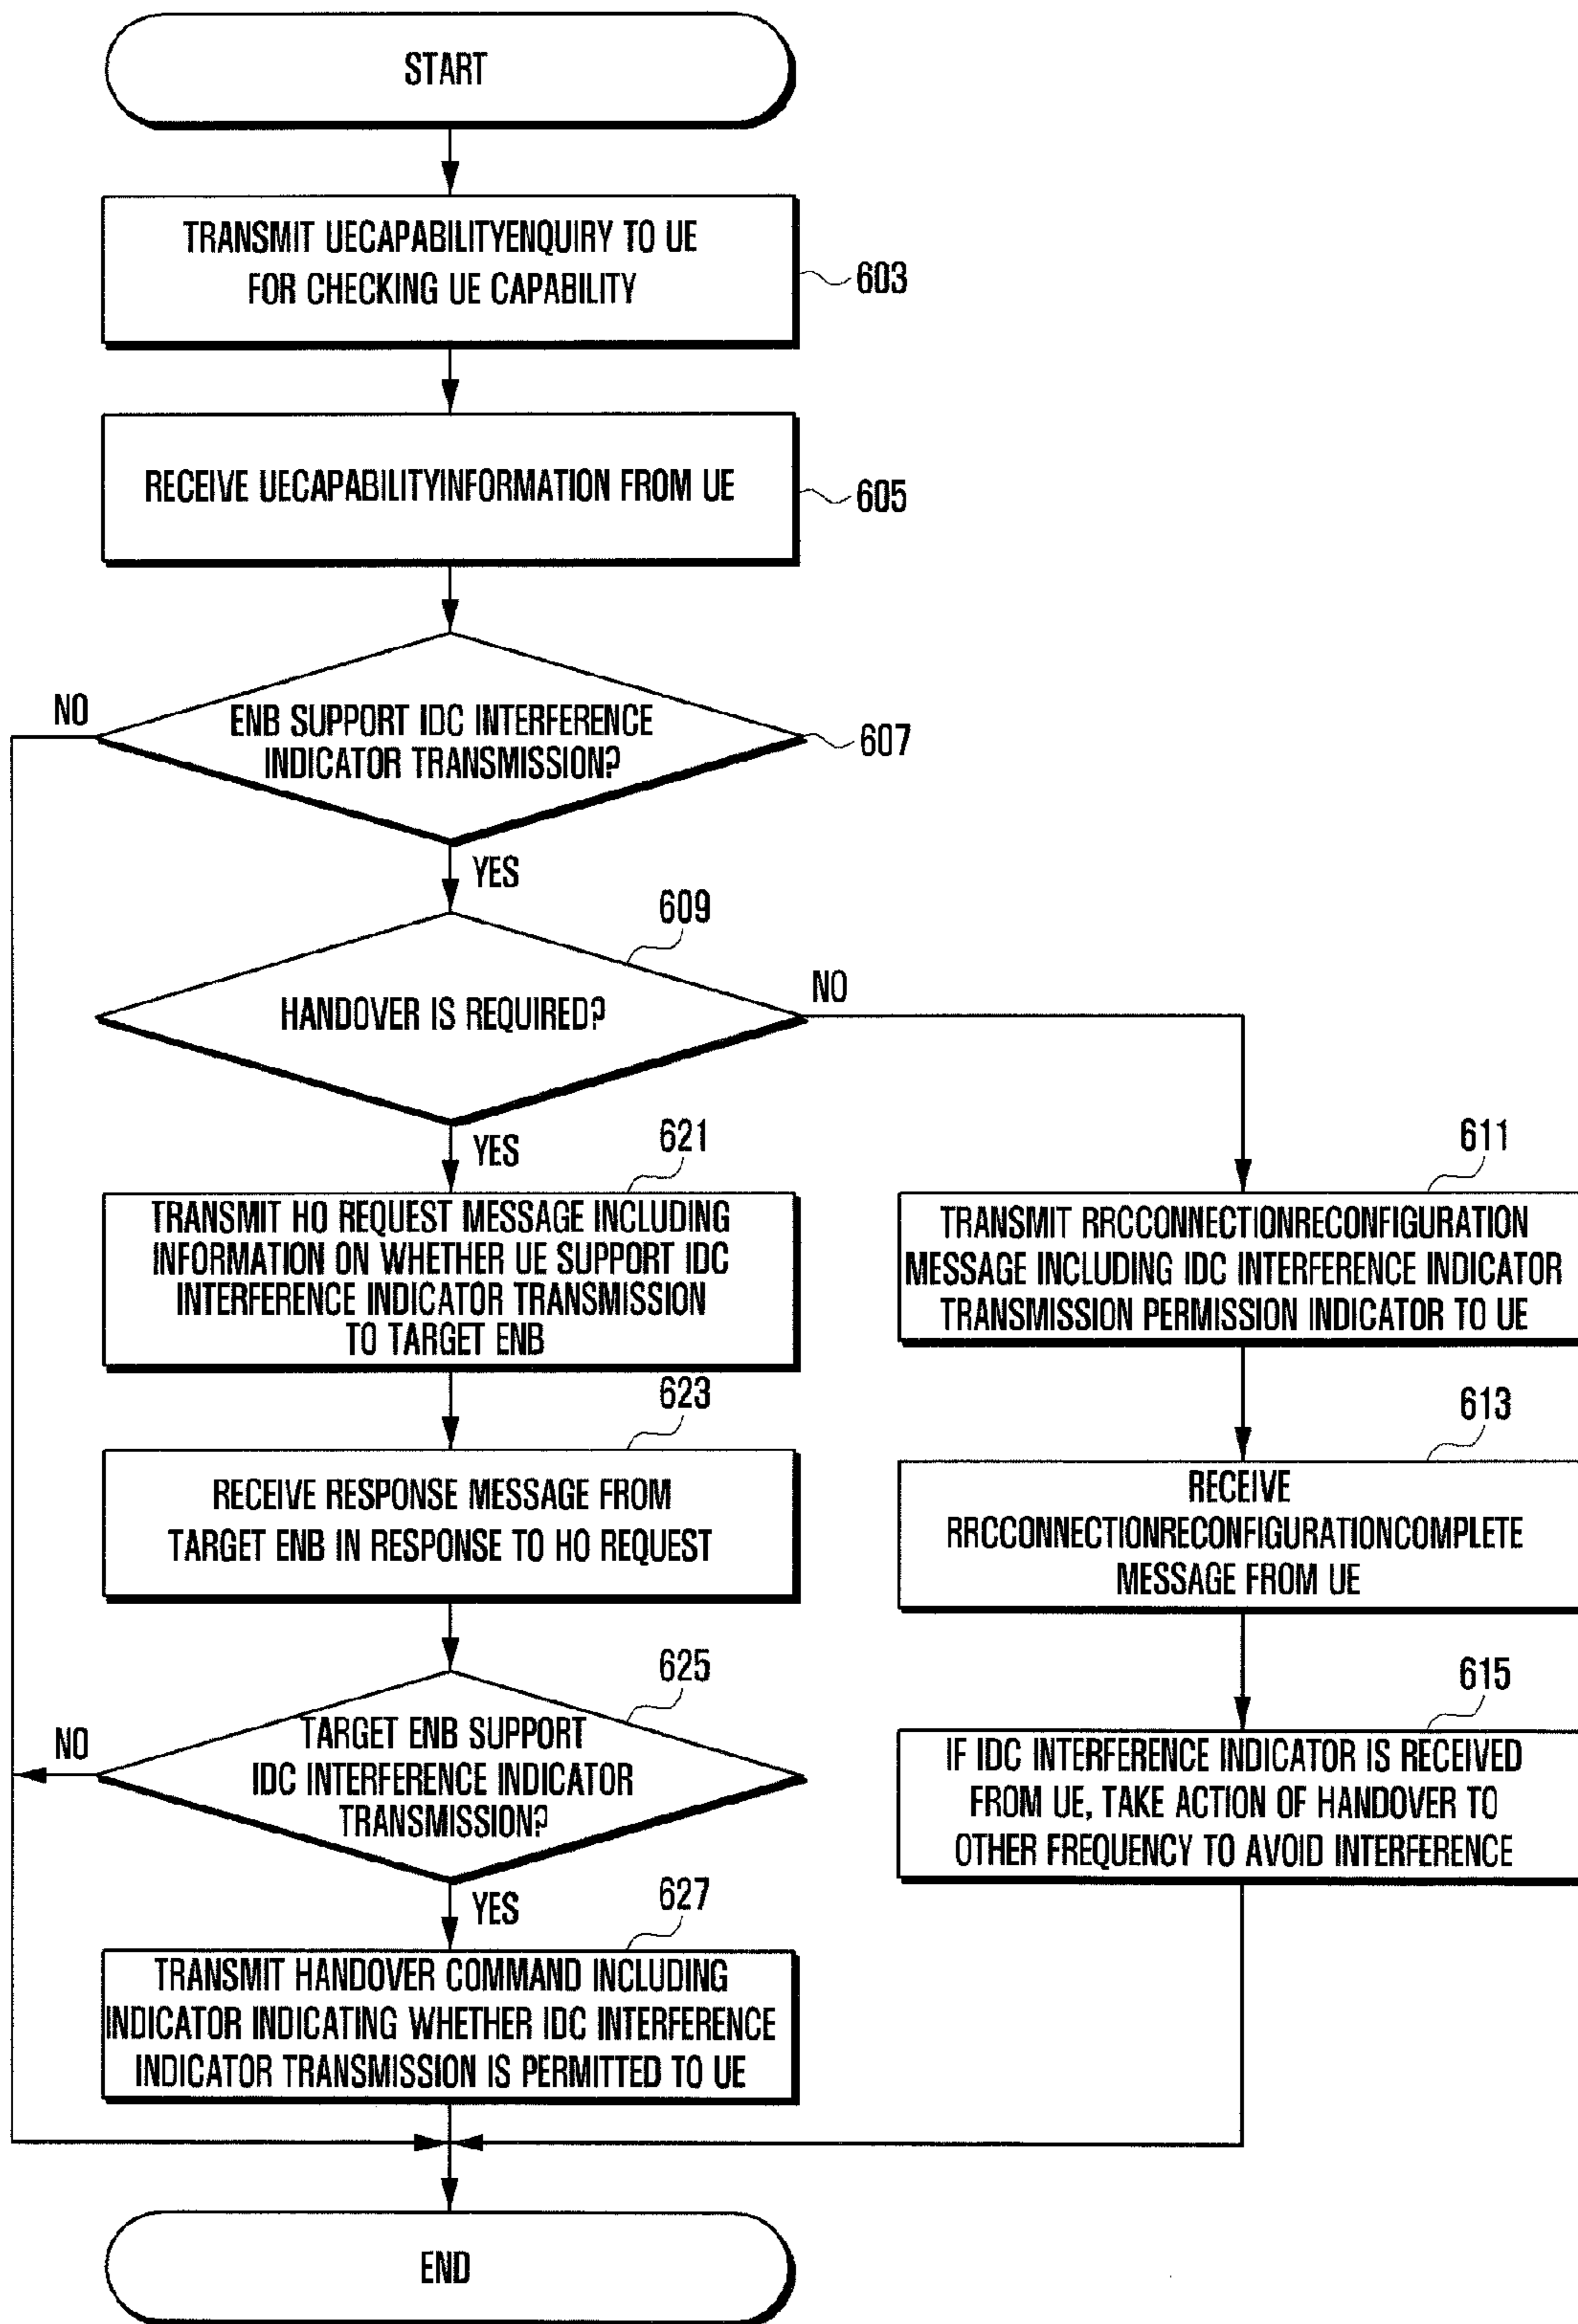 START
TRANSMIT UECAPABILITYENQUIRY TO UE
FOR CHECKING UE CAPABILITY
603
RECEIVE UECAPABILITYINFORMATION FROM UE
605
NO
ENB SUPPORT IDC INTERFERENCE
INDICATOR TRANSMISSION?
607
YES
609
HANDOVER IS REQUIRED?
NO
YES
621
TRANSMIT HO REQUEST MESSAGE INCLUDING
INFORMATION ON WHETHER UE SUPPORT IDC
INTERFERENCE INDICATOR TRANSMISSION
TO TARGET ENB
611
TRANSMIT RRCCONNECTIONRECONFIGURATION
MESSAGE INCLUDING IDC INTERFERENCE INDICATOR
TRANSMISSION PERMISSION INDICATOR TO UE
623
RECEIVE RESPONSE MESSAGE FROM
TARGET ENB IN RESPONSE TO HO REQUEST
613
RECEIVE
RRCCONNECTIONRECONFIGURATIONCOMPLETE
MESSAGE FROM UE
625
NO
TARGET ENB SUPPORT
IDC INTERFERENCE INDICATOR
TRANSMISSION?
615
IF IDC INTERFERENCE INDICATOR IS RECEIVED
FROM UE, TAKE ACTION OF HANDOVER TO
OTHER FREQUENCY TO AVOID INTERFERENCE
YES
627
TRANSMIT HANDOVER COMMAND INCLUDING
INDICATOR INDICATING WHETHER IDC INTERFERENCE
INDICATOR TRANSMISSION IS PERMITTED TO UE
END